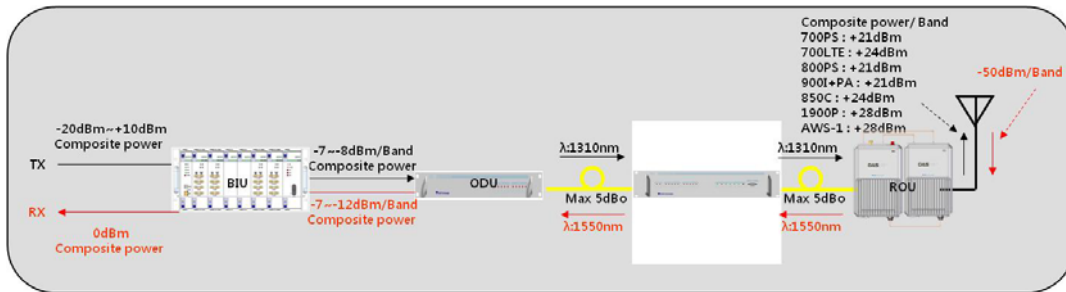 Composite power/ Band
700PS : +21dBm
700LTE : +24dBm
800PS : +21dBm
900I+PA : +21dBm
850C : +24dBm
1900P : +28dBm
AWS-1 : +28dBm
-50dBm/Band
-20dBm~+10dBm
Composite power
TX
RX
0dBm
Composite power
BIU
-7~-8dBm/Band
Composite power
-7~-12dBm/Band
Composite power
ODU
λ:1310nm
Max 5dBo
λ:1550nm
λ:1310nm
Max 5dBo
λ:1550nm
ROU